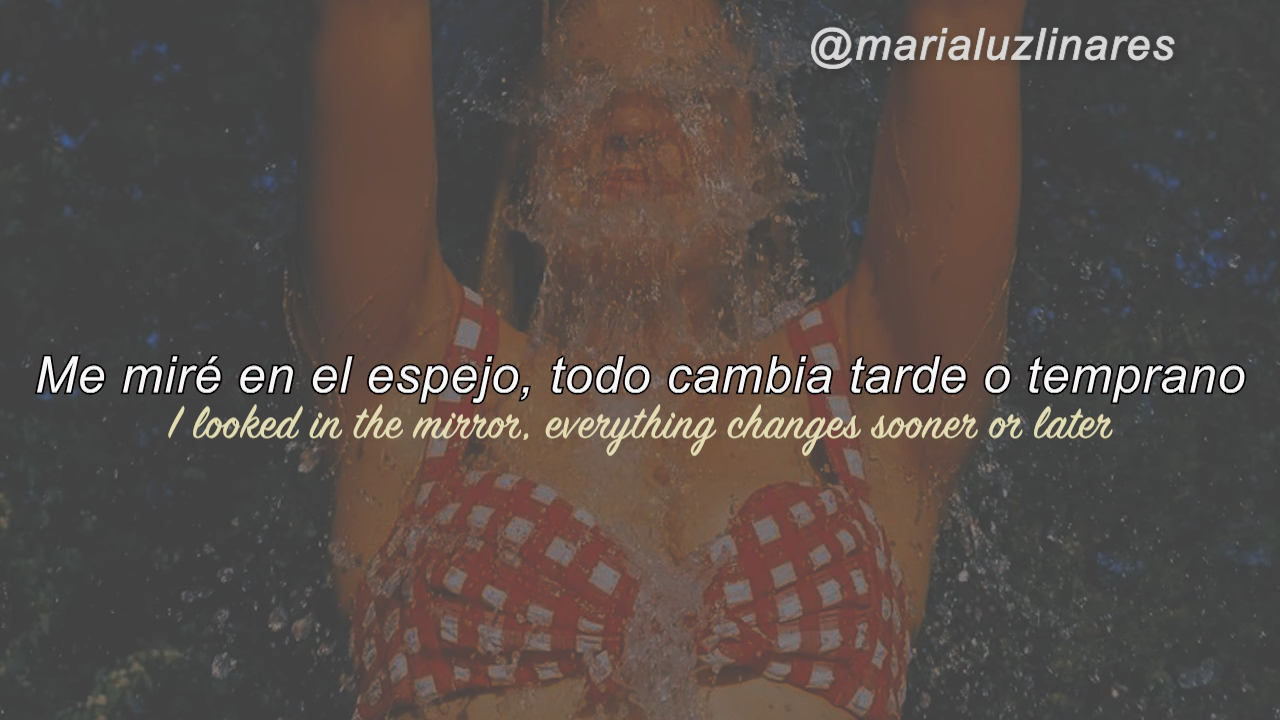 @marialuzlinares
Me miré en el espejo, todo cambia tarde o temprano
I looked in the mirror, everything changes sooner or later